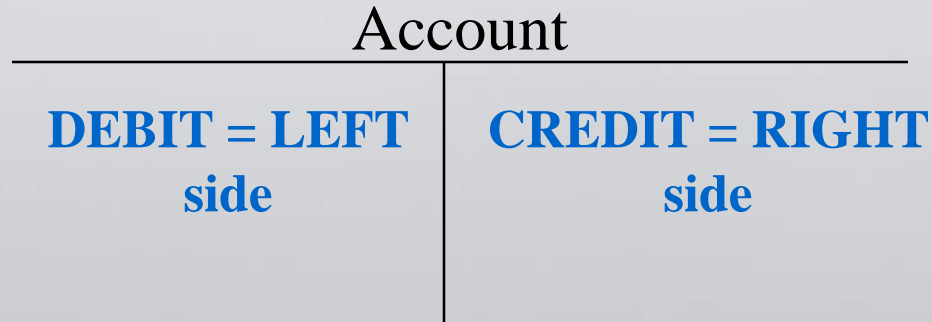 Account
DEBIT = LEFT
side
CREDIT = RIGHT
side